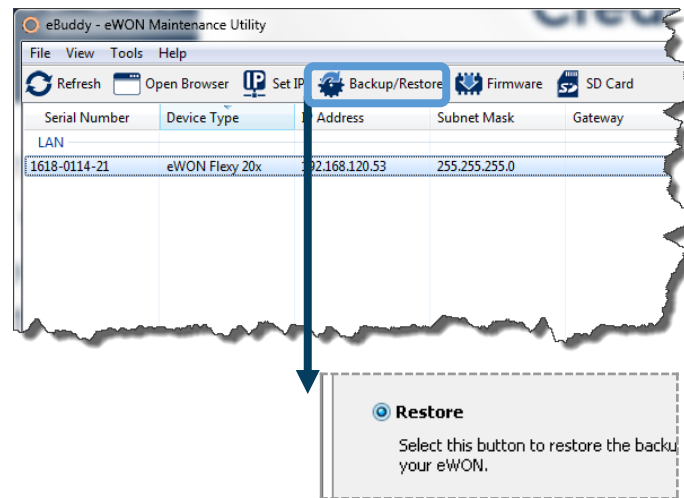 eBuddy - eWON Maintenance Utility
File View Tools Help
Refresh Open Browser Set IP Backup/Restore Firmware SD Card
Serial Number Device Type Address Subnet Mask Gateway
LAN
1618-0114-21 eWON Flexy 20x 192.168.120.53 255.255.255.0
Restore
Select this button to restore the backu
your eWON.